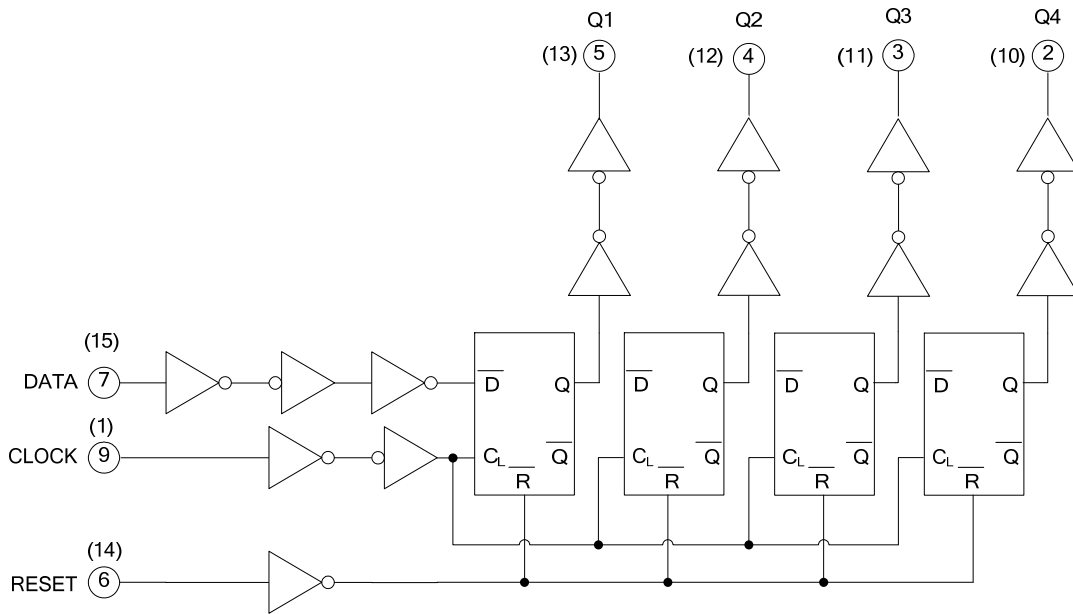 Q1 Q2 Q3 Q4
(13) 5 (12) 4 (11) 3 (10) 2
(15)
DATA 7
D Q D Q D Q D Q
(1)
CLOCK 9
CL Q CL Q CL Q CL Q
R R R R
(14)
RESET 6